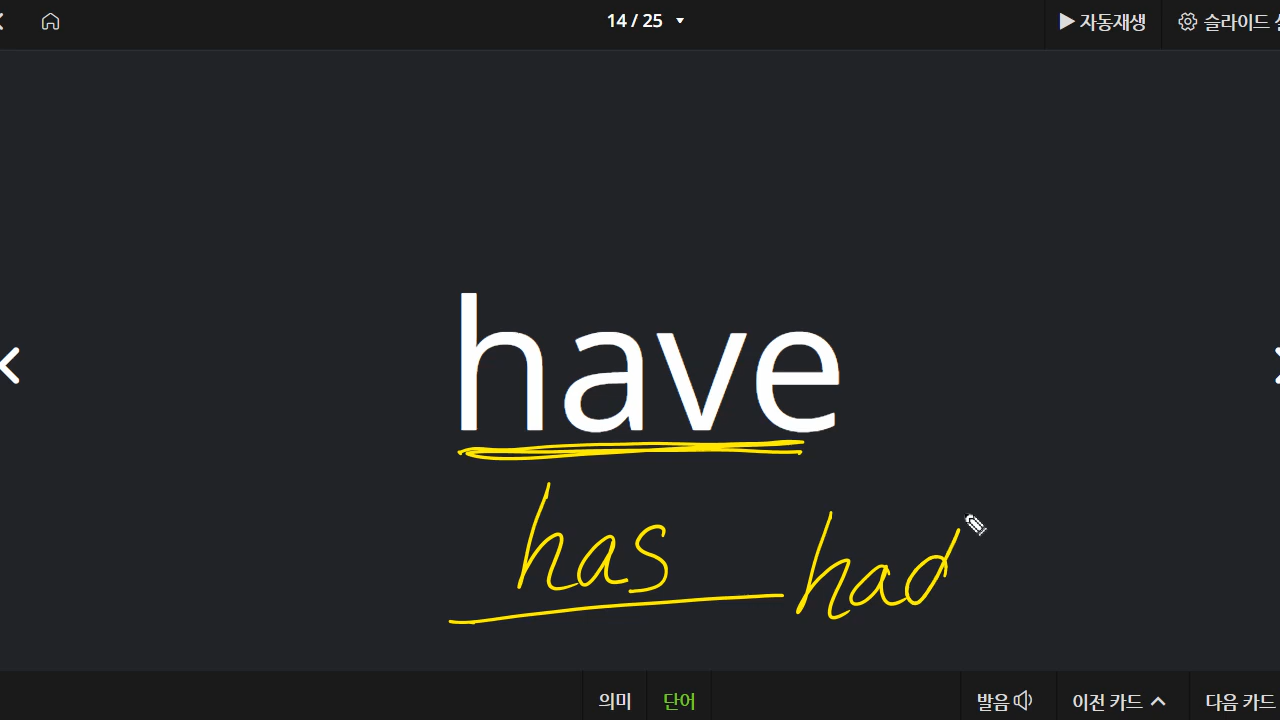 14 / 25
자동재생
슬라이드
have
has had
의미 단어 발음 이전 카드 다음 카드